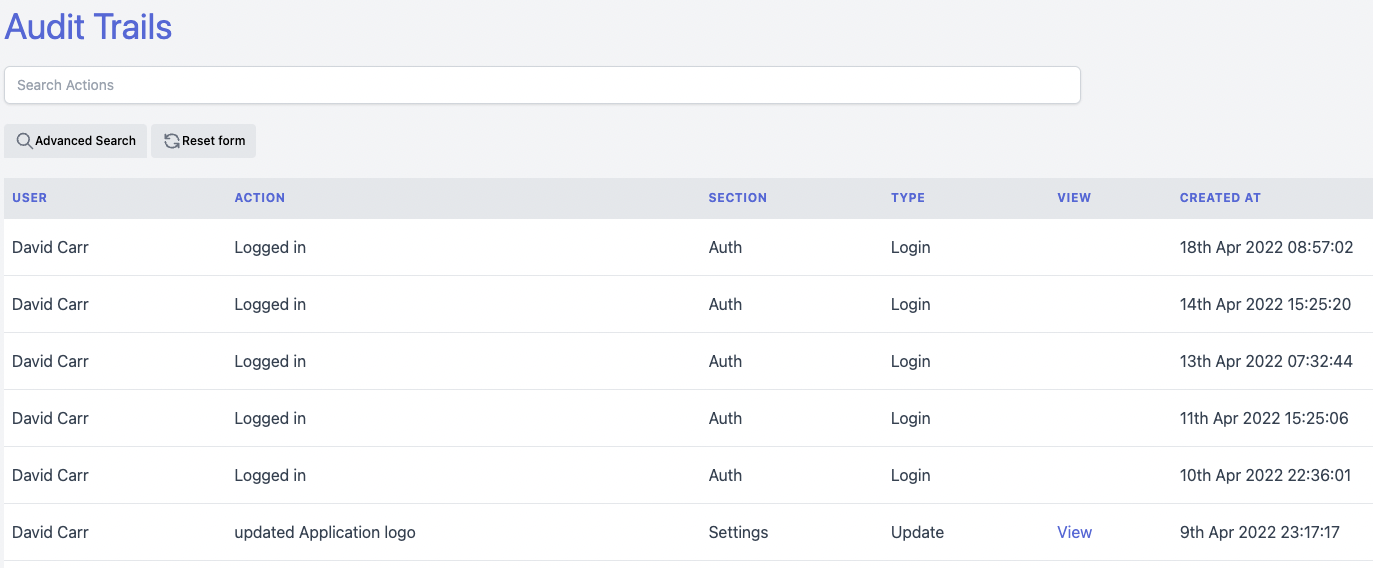 Audit Trails
Search Actions
Advanced Search Reset form
USER ACTION SECTION TYPE VIEW CREATED AT
David Carr Logged in Auth Login 18th Apr 2022 08:57:02
David Carr Logged in Auth Login 14th Apr 2022 15:25:20
David Carr Logged in Auth Login 13th Apr 2022 07:32:44
David Carr Logged in Auth Login 11th Apr 2022 15:25:06
David Carr Logged in Auth Login 10th Apr 2022 22:36:01
David Carr updated Application logo Settings Update View 9th Apr 2022 23:17:17